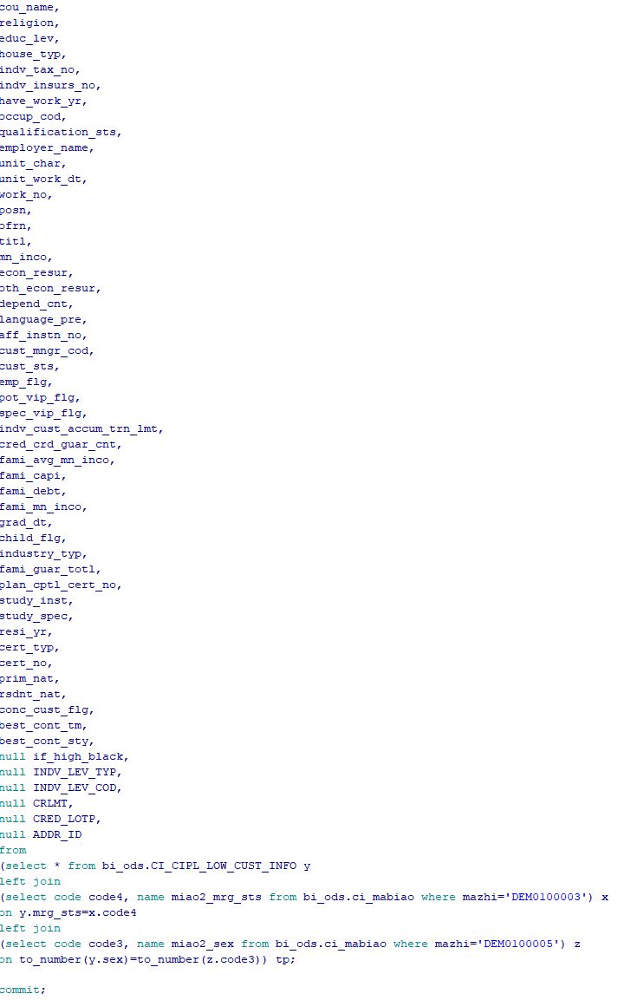 cou_name,
religion,
educ_lev,
house_typ,
indv_tax_no,
indv_insurs_no,
have_work_yr,
occup_cod,
qualification_sts,
employer_name,
unit_char,
unit_work_dt,
work_no,
posn,
pfrn,
titl,
mn_inco,
econ_resur,
oth_econ_resur,
depend_cnt,
language_pre,
aff_instn_no,
cust_mngr_cod,
cust_sts,
emp_flg,
pot_vip_flg,
spec_vip_flg,
indv_cust_accum_trn_lmt,
cred_crd_guar_cnt,
fami_avg_mn_inco,
fami_capi,
fami_debt,
fami_mn_inco,
grad_dt,
child_flg,
industry_typ,
fami_guar_totl,
plan_cptl_cert_no,
study_inst,
study_spec,
resi_yr,
cert_typ,
cert_no,
prim_nat,
rsdnt_nat,
conc_cust_flg,
best_cont_tm,
best_cont_sty,
null if_high_black,
null INDV_LEV_TYP,
null INDV_LEV_COD,
null CRLMT,
null CRED_LOTP,
null ADDR_ID
from
(select * from bi_ods.CI_CIPL_LOW_CUST_INFO y
left join
(select code code4, name miao2_mrg_sts from bi_ods.ci_mabiao where mazhi='DEM0100003') x
on y.mrg_sts=x.code4
left join
(select code code3, name miao2_sex from bi_ods.ci_mabiao where mazhi='DEM0100005') z
on to_number(y.sex)=to_number(z.code3)) tp;
commit;